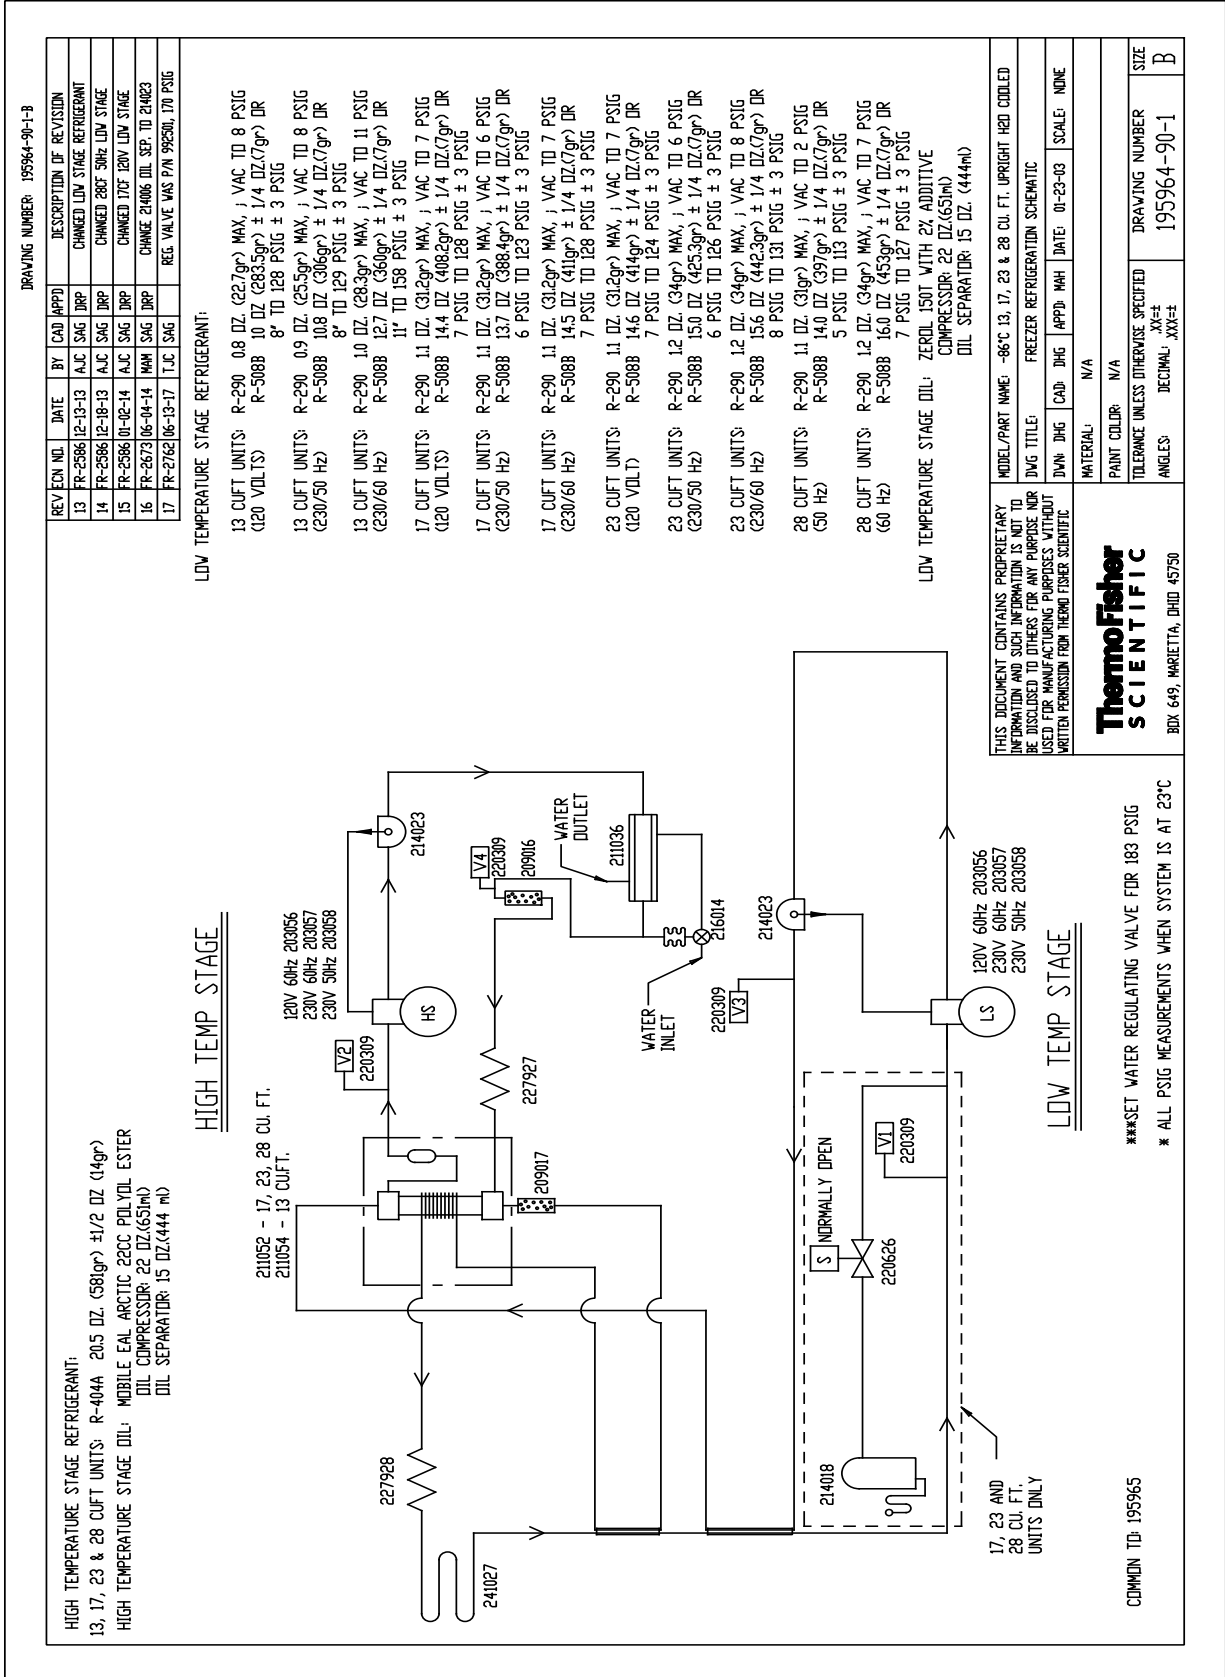 DRAWING NUMBER: 195964-90-1-B
REV ECN NO. DATE BY CAD APPD DESCRIPTION OF REVISION
13 FR-2586 12-13-13 AJC SAG DRP CHANGED LOW STAGE REFRIGERANT
14 FR-2586 12-18-13 AJC SAG DRP CHANGED 28CF 50Hz LOW STAGE
15 FR-2586 01-02-14 AJC SAG DRP CHANGED 17CF 120V LOW STAGE
16 FR-2673 06-04-14 MAM SAG DRP CHANGE 214006 OIL SEP. TO 214023
17 FR-2762 06-13-17 TJC SAG REG. VALVE WAS P/N 992501, 170 PSIG
HIGH TEMPERATURE STAGE REFRIGERANT:
13, 17, 23 & 28 CUFT UNITS: R-404A 20.5 OZ. (581gr) ±1/2 OZ (14gr)
HIGH TEMPERATURE STAGE OIL: MOBILE EAL ARCTIC 22CC POLYOL ESTER
OIL COMPRESSOR: 22 OZ.(651ml)
OIL SEPARATOR: 15 OZ.(444 ml)
HIGH TEMP STAGE
211052 - 17, 23, 28 CU. FT.
211054 - 13 CU.FT.
120V 60Hz 203056
230V 60Hz 203057
230V 50Hz 203058
V2
220309
HS
214023
V4
220309
209016
WATER
OUTLET
211036
216014
WATER
INLET
227927
209017
227928
241027
214023
220309
V3
S
NORMALLY OPEN
220626
V1
220309
214018
LS
120V 60Hz 203056
230V 60Hz 203057
230V 50Hz 203058
LOW TEMP STAGE
17, 23 AND
28 CU. FT.
UNITS ONLY
***SET WATER REGULATING VALVE FOR 183 PSIG
* ALL PSIG MEASUREMENTS WHEN SYSTEM IS AT 23°C
COMMON TO: 195965
LOW TEMPERATURE STAGE REFRIGERANT:
13 CUFT UNITS: R-290 0.8 OZ. (22.7gr) MAX, ; VAC TO 8 PSIG
(120 VOLTS) R-508B 10 OZ (283.5gr) ± 1/4 OZ.(7gr) OR
8" TO 128 PSIG ± 3 PSIG
13 CUFT UNITS: R-290 0.9 OZ. (25.5gr) MAX, ; VAC TO 8 PSIG
(230/50 Hz) R-508B 10.8 OZ (306gr) ± 1/4 OZ.(7gr) OR
8" TO 129 PSIG ± 3 PSIG
13 CUFT UNITS: R-290 1.0 OZ. (28.3gr) MAX, ; VAC TO 11 PSIG
(230/60 Hz) R-508B 12.7 OZ (360gr) ± 1/4 OZ.(7gr) OR
11" TO 158 PSIG ± 3 PSIG
17 CUFT UNITS: R-290 1.1 OZ. (31.2gr) MAX, ; VAC TO 7 PSIG
(120 VOLTS) R-508B 14.4 OZ (408.2gr) ± 1/4 OZ.(7gr) OR
7 PSIG TO 128 PSIG ± 3 PSIG
17 CUFT UNITS: R-290 1.1 OZ. (31.2gr) MAX, ; VAC TO 6 PSIG
(230/50 Hz) R-508B 13.7 OZ (388.4gr) ± 1/4 OZ.(7gr) OR
6 PSIG TO 123 PSIG ± 3 PSIG
17 CUFT UNITS: R-290 1.1 OZ. (31.2gr) MAX, ; VAC TO 7 PSIG
(230/60 Hz) R-508B 14.5 OZ (411gr) ± 1/4 OZ.(7gr) OR
7 PSIG TO 128 PSIG ± 3 PSIG
23 CUFT UNITS: R-290 1.1 OZ. (31.2gr) MAX, ; VAC TO 7 PSIG
(120 VOLT) R-508B 14.6 OZ (414gr) ± 1/4 OZ.(7gr) OR
7 PSIG TO 124 PSIG ± 3 PSIG
23 CUFT UNITS: R-290 1.2 OZ. (34gr) MAX, ; VAC TO 6 PSIG
(230/50 Hz) R-508B 15.0 OZ (425.3gr) ± 1/4 OZ.(7gr) OR
6 PSIG TO 126 PSIG ± 3 PSIG
23 CUFT UNITS: R-290 1.2 OZ. (34gr) MAX, ; VAC TO 8 PSIG
(230/60 Hz) R-508B 15.6 OZ (442.3gr) ± 1/4 OZ.(7gr) OR
8 PSIG TO 131 PSIG ± 3 PSIG
28 CUFT UNITS: R-290 1.1 OZ. (31gr) MAX, ; VAC TO 2 PSIG
(50 Hz) R-508B 14.0 OZ (397gr) ± 1/4 OZ.(7gr) OR
5 PSIG TO 113 PSIG ± 3 PSIG
28 CUFT UNITS: R-290 1.2 OZ. (34gr) MAX, ; VAC TO 7 PSIG
(60 Hz) R-508B 16.0 OZ (453gr) ± 1/4 OZ.(7gr) OR
7 PSIG TO 127 PSIG ± 3 PSIG
LOW TEMPERATURE STAGE OIL: ZEROL 150T WITH 2% ADDITIVE
COMPRESSOR: 22 OZ.(651ml)
OIL SEPARATOR: 15 OZ. (444ml)
THIS DOCUMENT CONTAINS PROPRIETARY
INFORMATION AND SUCH INFORMATION IS NOT TO
BE DISCLOSED TO OTHERS FOR ANY PURPOSE NOR
USED FOR MANUFACTURING PURPOSES WITHOUT
WRITTEN PERMISSION FROM THERMO FISHER SCIENTIFIC
ThermoFisher
SCIENTIFIC
BOX 649, MARIETTA, OHIO 45750
MODEL/PART NAME: -86°C 13, 17, 23 & 28 CU. FT. UPRIGHT H2O COOLED
DWG TITLE: FREEZER REFRIGERATION SCHEMATIC
DWN: DHG CAD: DHG APPD: MAH DATE: 01-23-03 SCALE: NONE
MATERIAL: N/A
PAINT COLOR: N/A
TOLERANCE UNLESS OTHERWISE SPECIFIED
ANGLES: DECIMAL: .XX=±
.XXX=±
DRAWING NUMBER
195964-90-1
SIZE
B